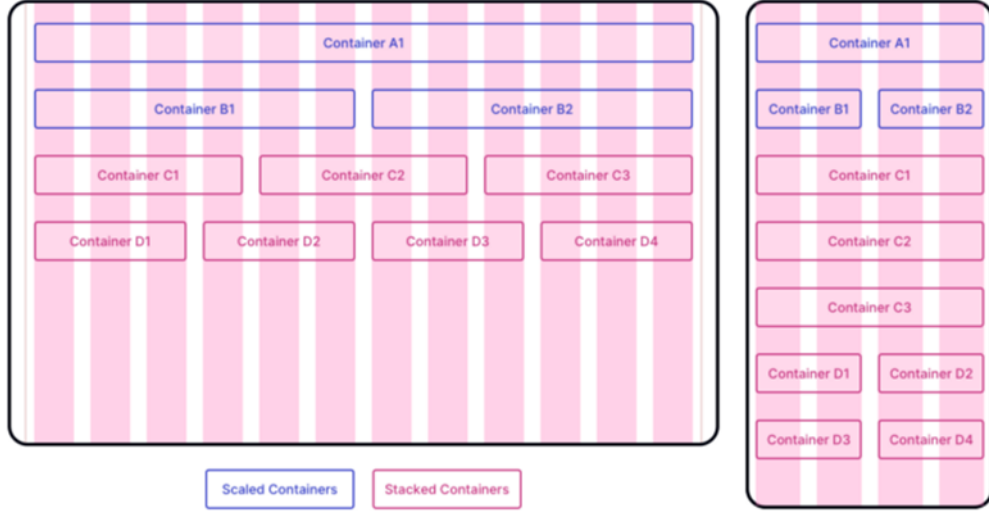 Container A1
Container B1 Container B2
Container C1 Container C2 Container C3
Container D1 Container D2 Container D3 Container D4
Scaled Containers Stacked Containers
Container A1
Container B1 Container B2
Container C1
Container C2
Container C3
Container D1 Container D2
Container D3 Container D4